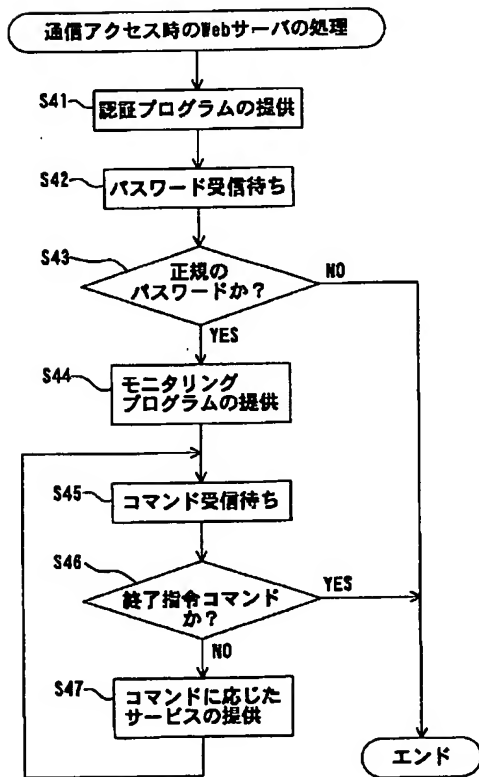 通信アクセス時のWebサーバの処理
S41
認証プログラムの提供
S42
パスワード受信待ち
S43
正規の
パスワードか？
NO
YES
S44
モニタリング
プログラムの提供
S45
コマンド受信待ち
S46
終了指令コマンド
か？
YES
NO
S47
コマンドに応じた
サービスの提供
エンド